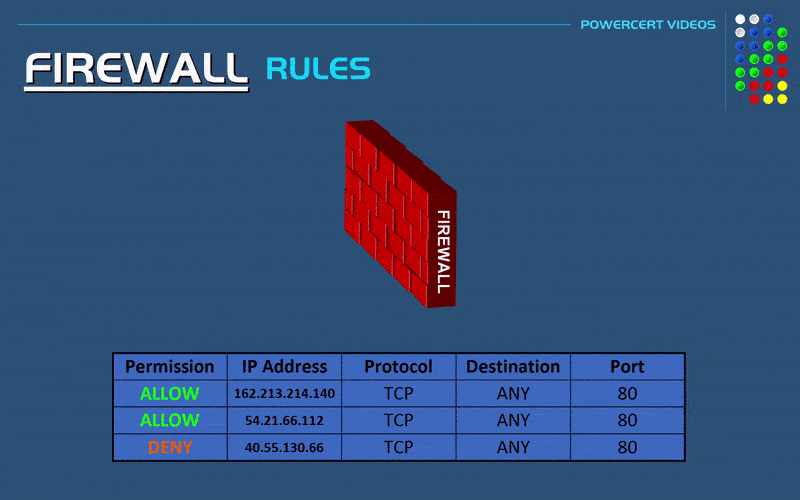 POWERCERT VIDEOS
FIREWALL RULES
FIREWALL
Permission IP Address Protocol Destination Port
ALLOW 162.213.214.140 TCP ANY 80
ALLOW 54.21.66.112 TCP ANY 80
DENY 40.55.130.66 TCP ANY 80